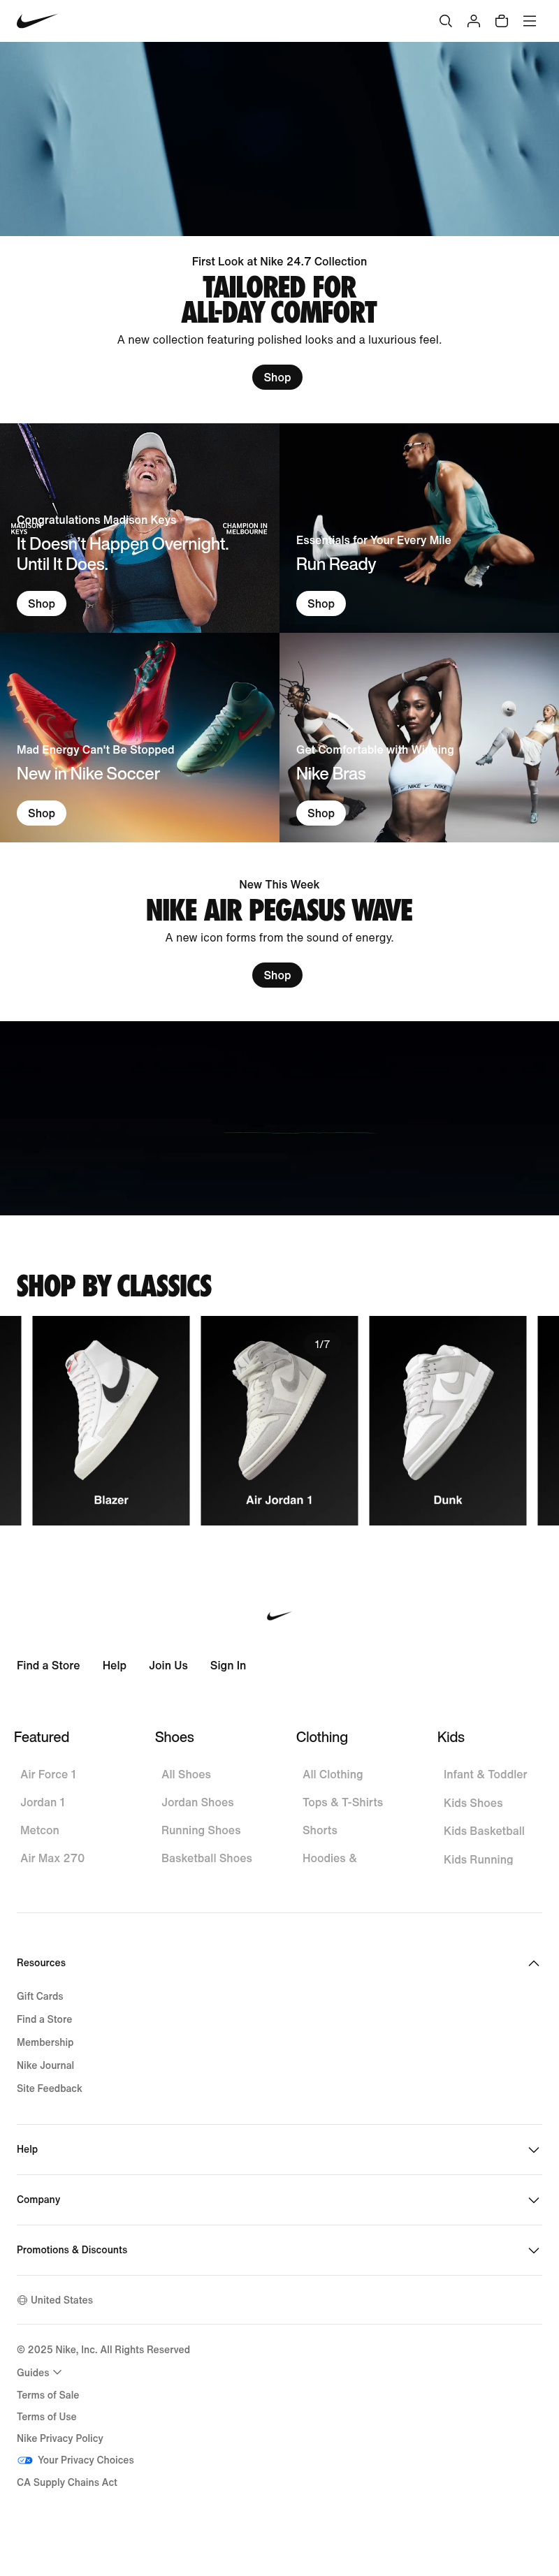 First Look at Nike 24.7 Collection
TAILORED FOR
ALL-DAY COMFORT
A new collection featuring polished looks and a luxurious feel.
Shop
MADISON
KEYS
CHAMPION IN
MELBOURNE
Congratulations Madison Keys
It Doesn't Happen Overnight.
Until It Does.
Shop
Essentials for Your Every Mile
Run Ready
Shop
Mad Energy Can't Be Stopped
New in Nike Soccer
Shop
Get Comfortable with Winning
Nike Bras
NIKE
NIKE
Shop
New This Week
NIKE AIR PEGASUS WAVE
A new icon forms from the sound of energy.
Shop
SHOP BY CLASSICS
1/7
Blazer
Air Jordan 1
Dunk
Find a Store
Help
Join Us
Sign In
Featured
Air Force 1
Jordan 1
Metcon
Air Max 270
Shoes
All Shoes
Jordan Shoes
Running Shoes
Basketball Shoes
Clothing
All Clothing
Tops & T-Shirts
Shorts
Hoodies &
Kids
Infant & Toddler
Kids Shoes
Kids Basketball
Kids Running
Resources
Gift Cards
Find a Store
Membership
Nike Journal
Site Feedback
Help
Company
Promotions & Discounts
United States
© 2025 Nike, Inc. All Rights Reserved
Guides
Terms of Sale
Terms of Use
Nike Privacy Policy
Your Privacy Choices
CA Supply Chains Act